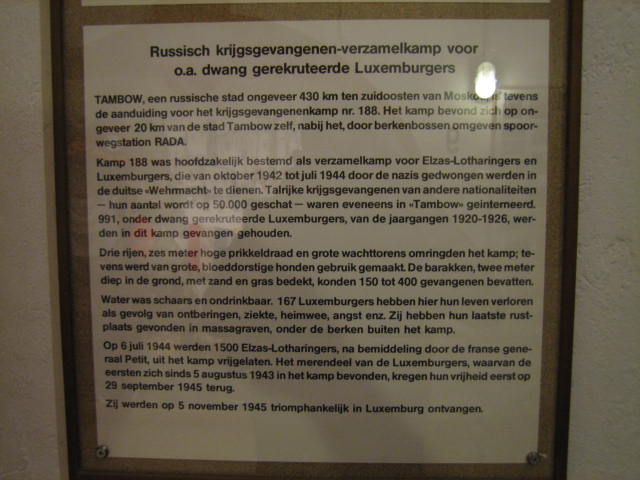 Russisch krijgsgevangenen-verzamelkamp voor
o.a. dwang gerekruteerde Luxemburgers
TAMBOW, een russische stad ongeveer 430 km ten zuidoosten van Moskou, is tevens
de aanduiding voor het krijgsgevangenenkamp nr. 188. Het kamp bevond zich op on-
geveer 20 km van de stad Tambow zelf, nabij het, door berkenbossen omgeven spoor-
wegstation RADA.
Kamp 188 was hoofdzakelijk bestemd als verzamelkamp voor Elzas-Lotharingers en
Luxemburgers, die van oktober 1942 tot juli 1944 door de nazis gedwongen werden in
de duitse «Wehrmacht» te dienen. Talrijke krijgsgevangenen van andere nationaliteiten
— hun aantal wordt op 50.000 geschat — waren eveneens in «Tambow» geinterneerd.
991, onder dwang gerekruteerde Luxemburgers, van de jaargangen 1920-1926, wer-
den in dit kamp gevangen gehouden.
Drie rijen, zes meter hoge prikkeldraad en grote wachttorens omringden het kamp; te-
vens werd van grote, bloeddorstige honden gebruik gemaakt. De barakken, twee meter
diep in de grond, met zand en gras bedekt, konden 150 tot 400 gevangenen bevatten.
Water was schaars en ondrinkbaar. 167 Luxemburgers hebben hier hun leven verloren
als gevolg van ontberingen, ziekte, heimwee, angst enz. Zij hebben hun laatste rust-
plaats gevonden in massagraven, onder de berken buiten het kamp.
Op 6 juli 1944 werden 1500 Elzas-Lotharingers, na bemiddeling door de franse gene-
raal Petit, uit het kamp vrijgelaten. Het merendeel van de Luxemburgers, waarvan de
eersten zich sinds 5 augustus 1943 in het kamp bevonden, kregen hun vrijheid eerst op
29 september 1945 terug.
Zij werden op 5 november 1945 triomphankelijk in Luxemburg ontvangen.